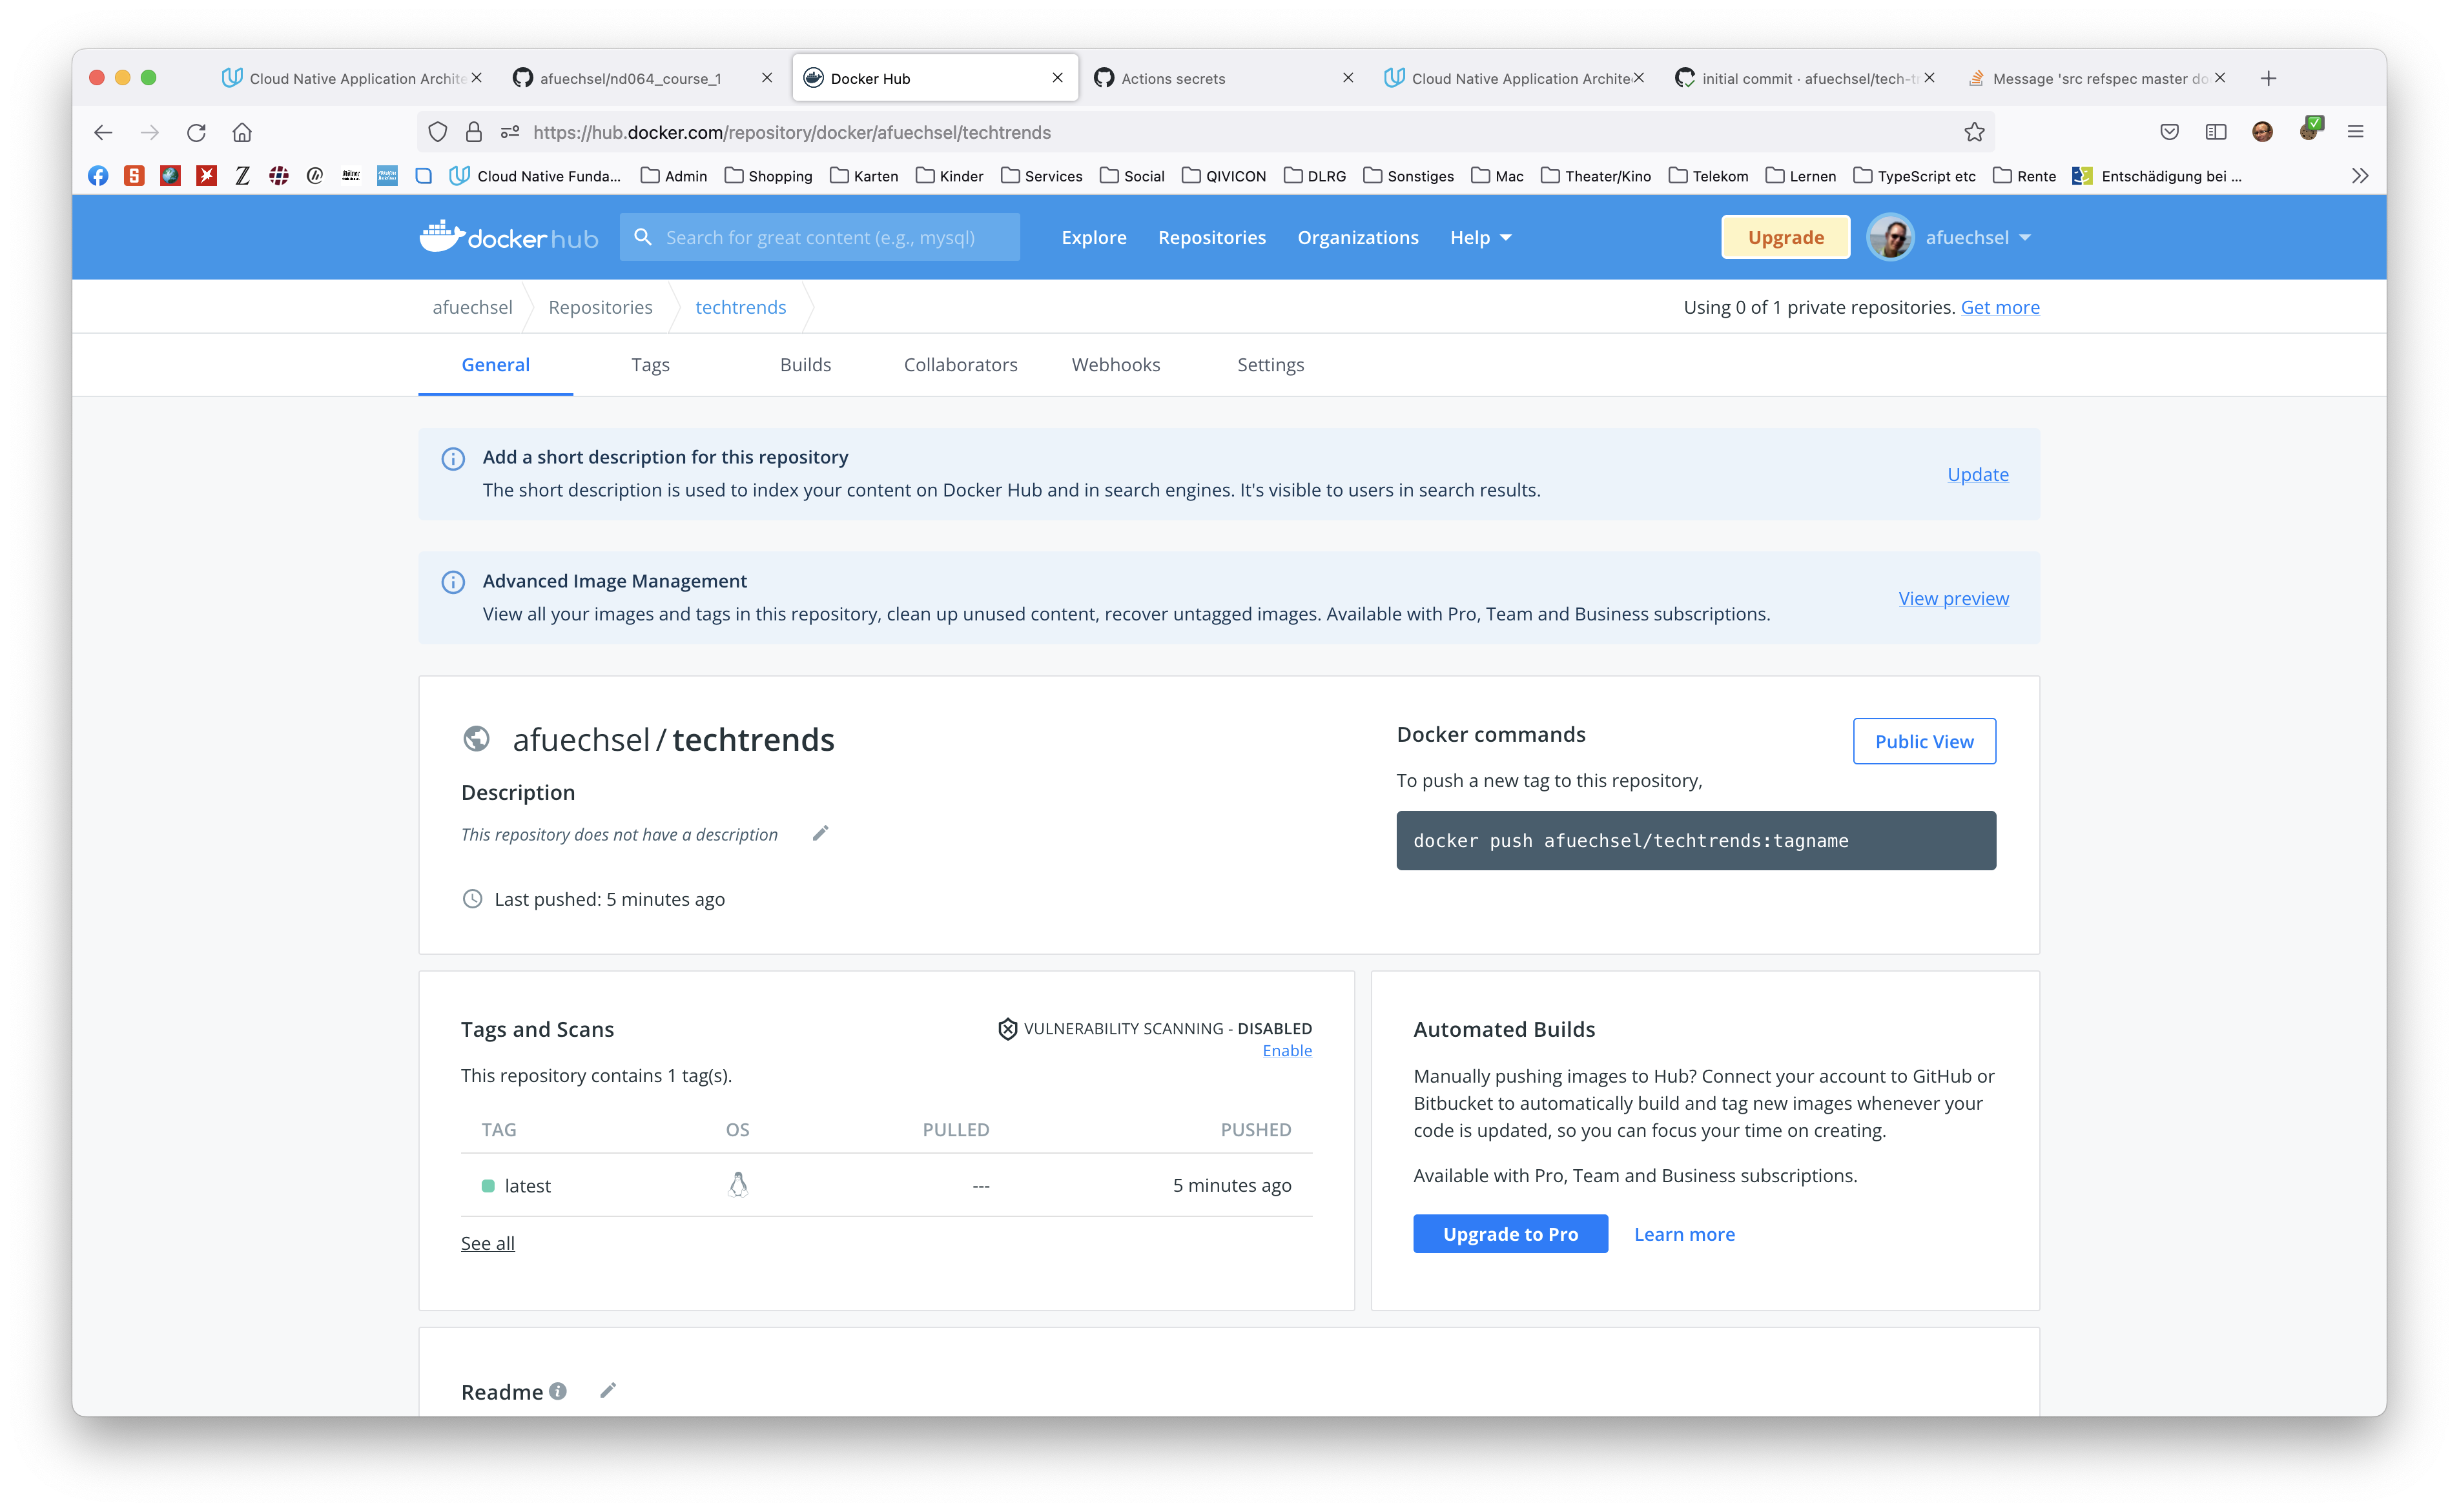 Cloud Native Application Archite
afuechsel/nd064_course_1
Docker Hub
Actions secrets
Cloud Native Application Archite
initial commit · afuechsel/tech-tr
Message 'src refspec master do
https://hub.docker.com/repository/docker/afuechsel/techtrends
Cloud Native Funda... Admin Shopping Karten Kinder Services Social QIVICON DLRG Sonstiges Mac Theater/Kino Telekom Lernen TypeScript etc Rente Entschädigung bei ...
docker hub
Search for great content (e.g., mysql)
Explore Repositories Organizations Help
Upgrade
afuechsel
afuechsel Repositories techtrends
Using 0 of 1 private repositories. Get more
General Tags Builds Collaborators Webhooks Settings
Add a short description for this repository
The short description is used to index your content on Docker Hub and in search engines. It's visible to users in search results.
Update
Advanced Image Management
View all your images and tags in this repository, clean up unused content, recover untagged images. Available with Pro, Team and Business subscriptions.
View preview
afuechsel / techtrends
Description
This repository does not have a description
Last pushed: 5 minutes ago
Docker commands
Public View
To push a new tag to this repository,
docker push afuechsel/techtrends:tagname
Tags and Scans
VULNERABILITY SCANNING - DISABLED
Enable
This repository contains 1 tag(s).
TAG OS PULLED PUSHED
latest --- 5 minutes ago
See all
Automated Builds
Manually pushing images to Hub? Connect your account to GitHub or
Bitbucket to automatically build and tag new images whenever your
code is updated, so you can focus your time on creating.
Available with Pro, Team and Business subscriptions.
Upgrade to Pro
Learn more
Readme